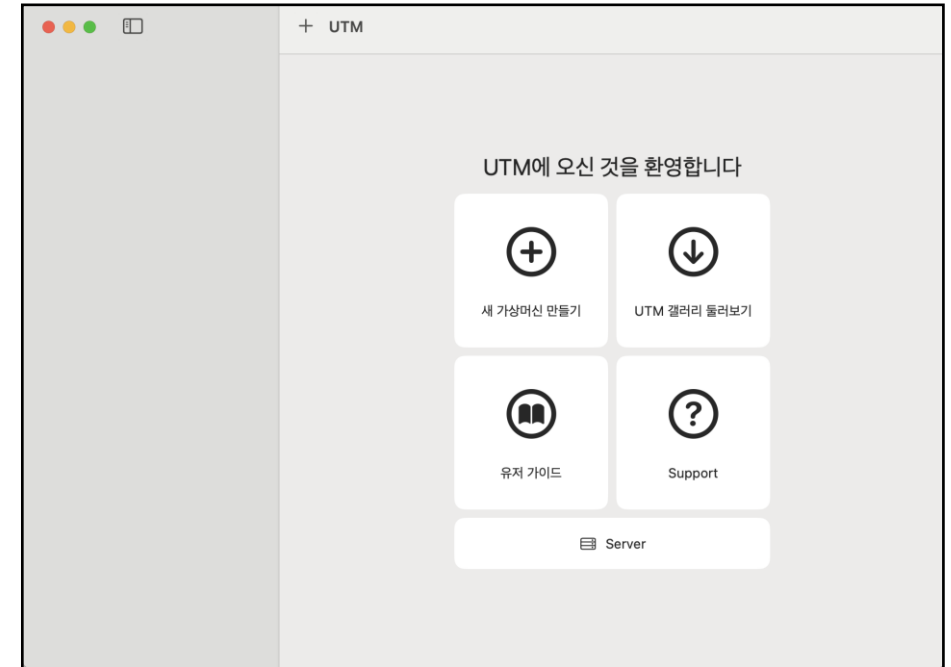 UTM
UTM에 오신 것을 환영합니다
새 가상머신 만들기
UTM 갤러리 둘러보기
유저 가이드
Support
Server